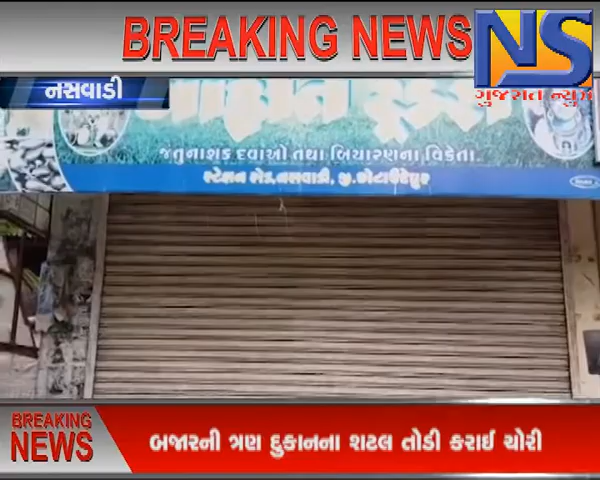 BREAKING NEWS
NS
ગુજરાત ન્યુઝ
નસવાડી
જંતુનાશક દવાઓ તથા બિયારણના વિક્રેતા.
સ્ટેશન રોડ, નસવાડી, જી.છોટાઉદેપુર
BREAKING
NEWS
બજારની ત્રણ દુકાનના શટલ તોડી કરાઈ ચોરી